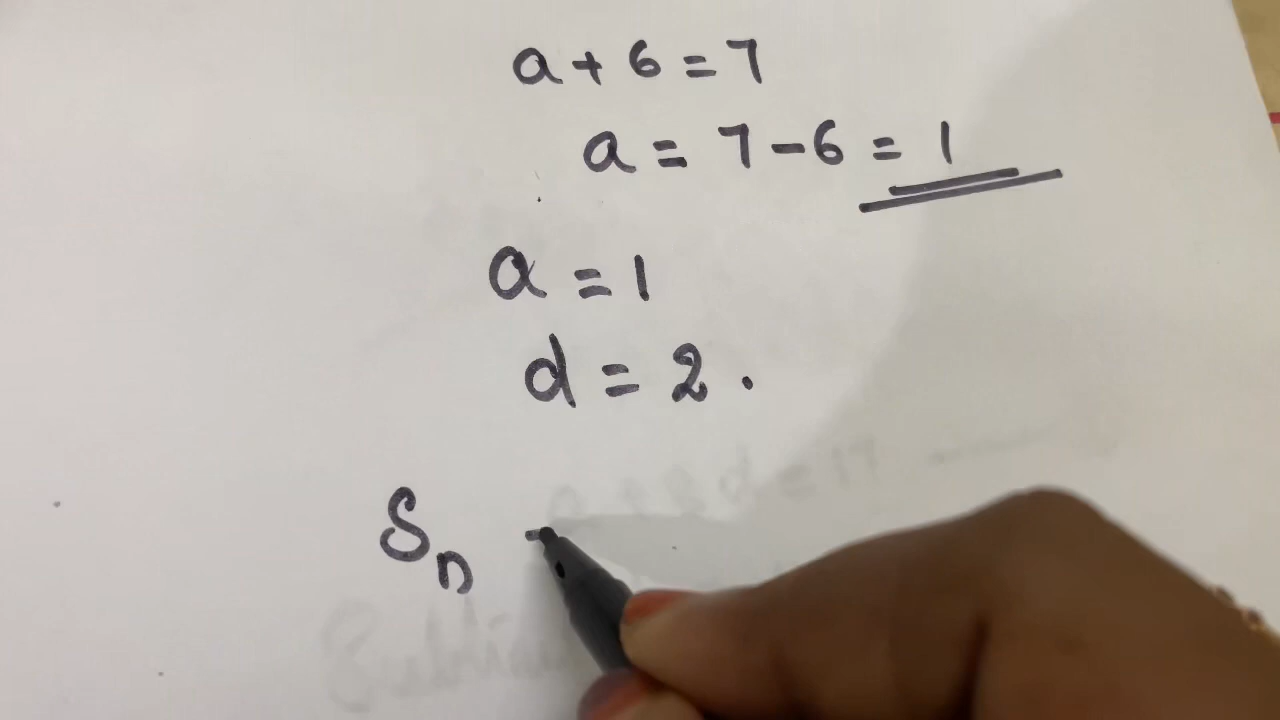 a + 6 = 7
a = 7 - 6 = 1
a = 1
d = 2 .
Sn -